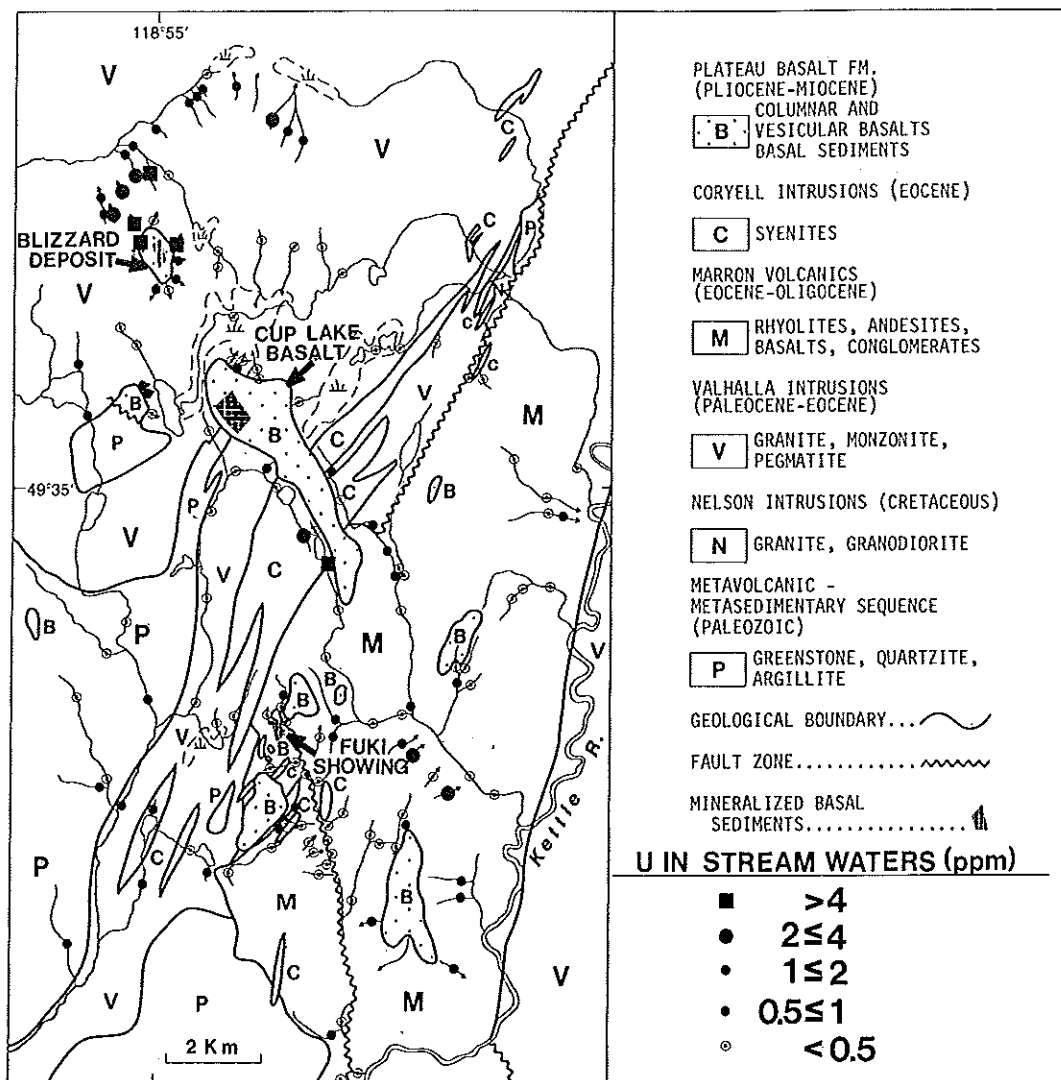 118°55'
V
V
C
V
C
P
BLIZZARD
DEPOSIT
C
V
N
CUP LAKE
BASALT
C
C
V
M
B
P
B
C
B
49°35'
P
C
V
V
C
B
P
M
B
V
B
B
V
FUKI
SHOWING
B
C
B
C
P
C
C
Kettle R.
P
M
B
C
V
P
M
V
2 Km
PLATEAU BASALT FM.
(PLIOCENE-MIOCENE)
COLUMNAR AND
B VESICULAR BASALTS
BASAL SEDIMENTS
CORYELL INTRUSIONS (EOCENE)
C SYENITES
MARRON VOLCANICS
(EOCENE-OLIGOCENE)
M RHYOLITES, ANDESITES,
BASALTS, CONGLOMERATES
VALHALLA INTRUSIONS
(PALEOCENE-EOCENE)
V GRANITE, MONZONITE,
PEGMATITE
NELSON INTRUSIONS (CRETACEOUS)
N GRANITE, GRANODIORITE
METAVOLCANIC -
METASEDIMENTARY SEQUENCE
(PALEOZOIC)
P GREENSTONE, QUARTZITE,
ARGILLITE
GEOLOGICAL BOUNDARY...
FAULT ZONE............
MINERALIZED BASAL
SEDIMENTS................
U IN STREAM WATERS (ppm)
>4
2≤4
1≤2
0.5≤1
<0.5